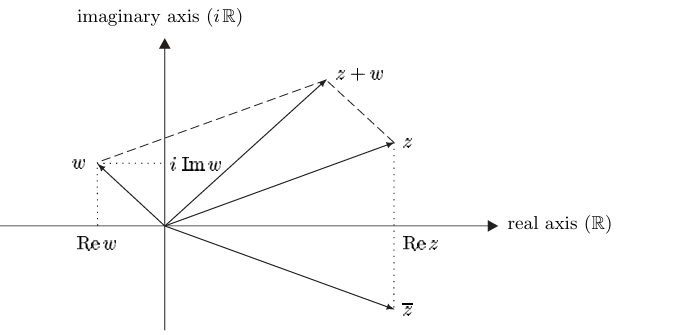 imaginary axis (iℝ)
z + w
z
w
i Im w
real axis (ℝ)
Re w
Re z
z̅